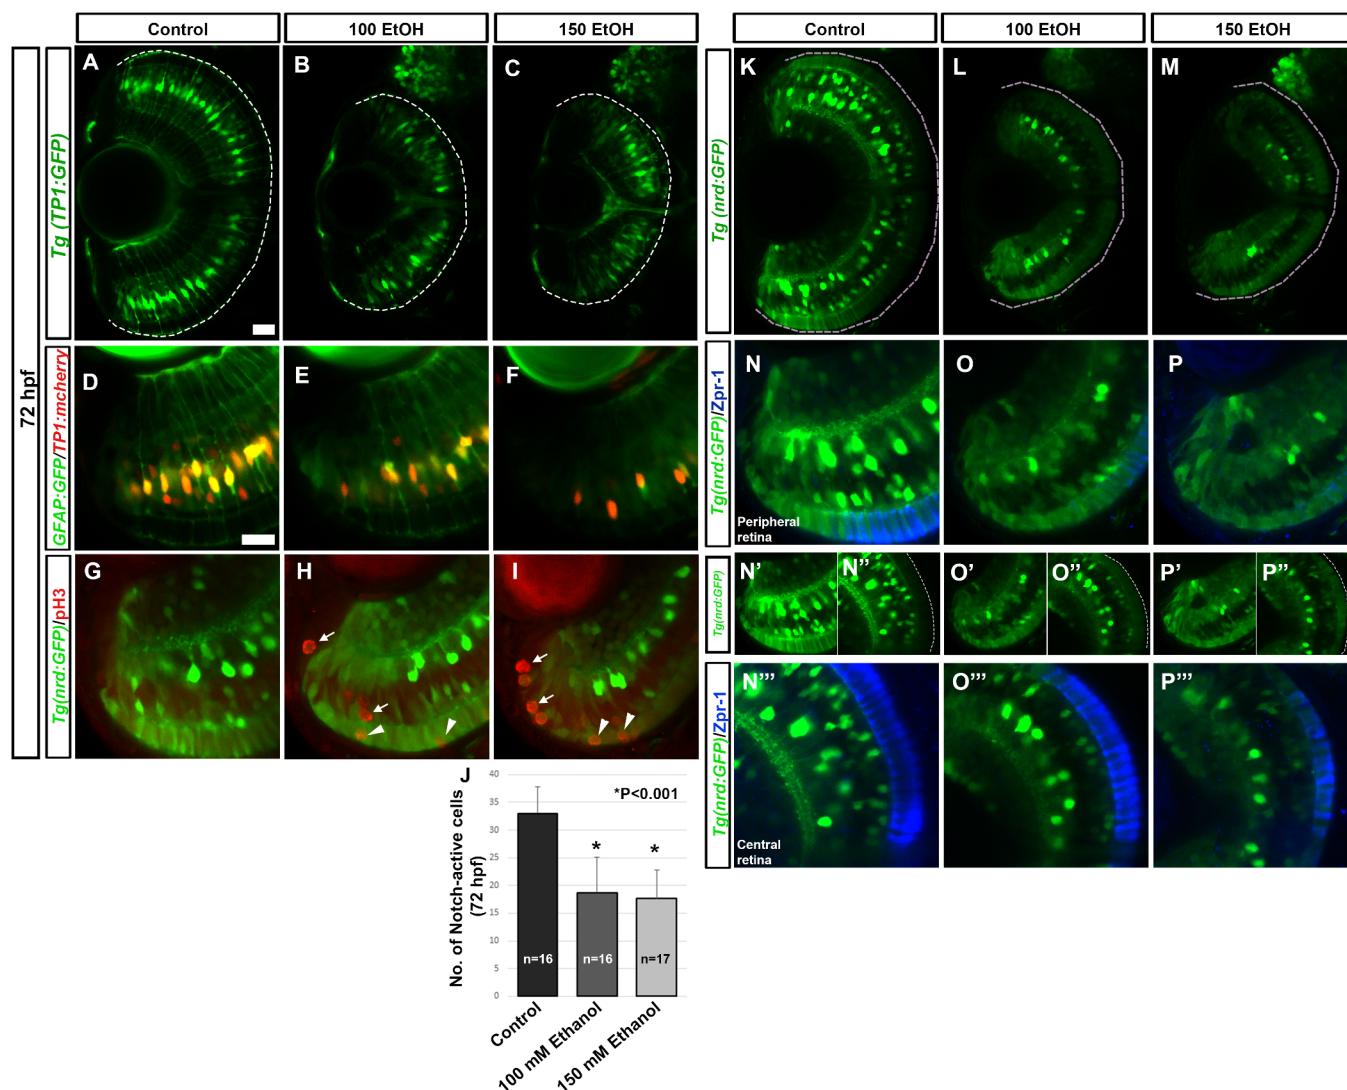 Control
100 EtOH
150 EtOH
Control
100 EtOH
150 EtOH
72 hpf
Tg (TP1:GFP)
A
B
C
Tg (nrd:GFP)
K
L
M
GFAP:GFP/TP1:mcherry
D
E
F
Tg(nrd:GFP)/Zpr-1
N
Peripheral
retina
O
P
Tg(nrd:GFP)/pH3
G
H
I
Tg(nrd:GFP)
N'
N''
O'
O''
P'
P''
Tg(nrd:GFP)/Zpr-1
N'''
Central
retina
O'''
P'''
J
No. of Notch-active cells
(72 hpf)
40
35
30
25
20
15
10
5
0
*P<0.001
*
*
n=16
n=16
n=17
Control
100 mM Ethanol
150 mM Ethanol